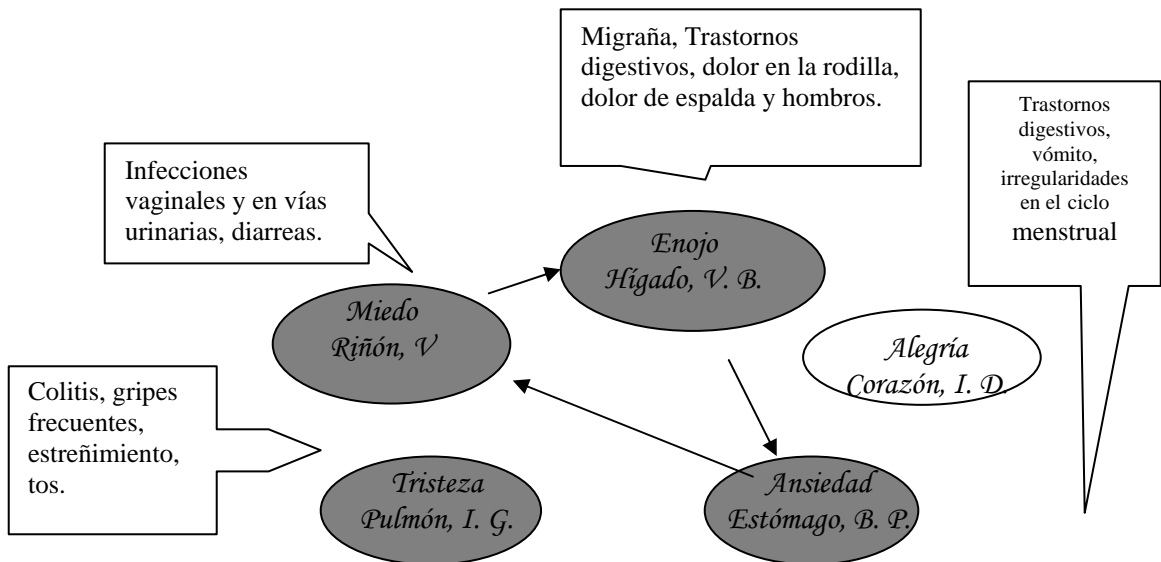 Migraña, Trastornos
digestivos, dolor en la rodilla,
dolor de espalda y hombros.
Trastornos
digestivos,
vómito,
irregularidades
en el ciclo
menstrual
Infecciones
vaginales y en vías
urinarias, diarreas.
Enojo
Hígado, V. B.
Miedo
Riñón, V
Alegría
Corazón, I. D.
Colitis, gripes
frecuentes,
estreñimiento,
tos.
Tristeza
Pulmón, I. G.
Ansiedad
Estómago, B. P.